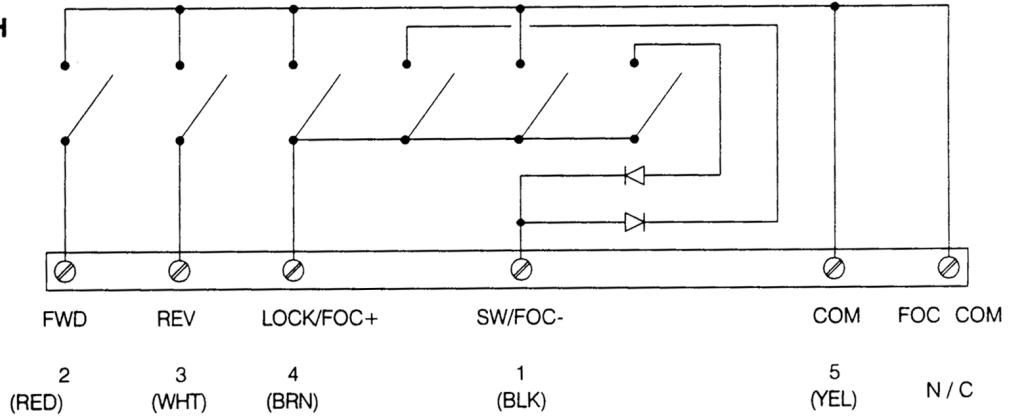 H
FWD REV LOCK/FOC+ SW/FOC- COM FOC COM
2 3 4 1 5 N / C
(RED) (WHT) (BRN) (BLK) (YEL)